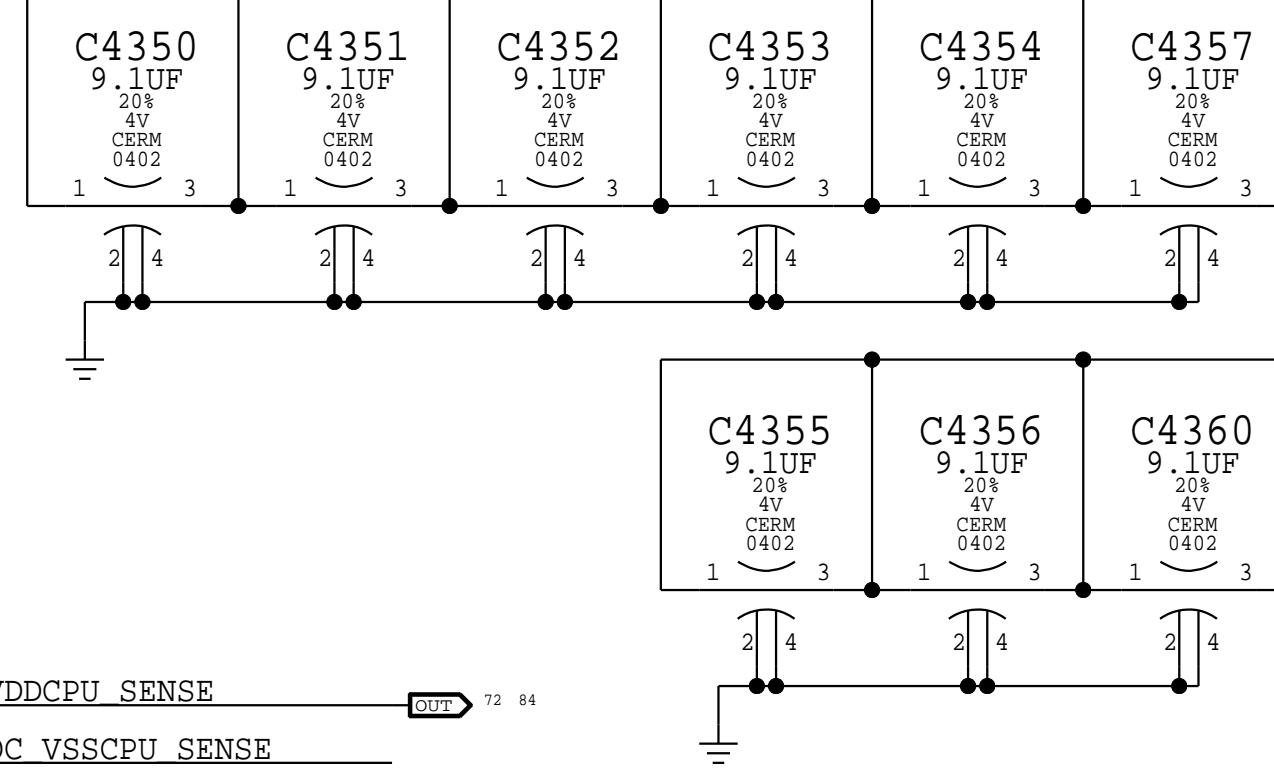 C4350 C4351 C4352 C4353 C4354 C4357
9.1UF 9.1UF 9.1UF 9.1UF 9.1UF 9.1UF
20% 20% 20% 20% 20% 20%
4V 4V 4V 4V 4V 4V
CERM CERM CERM CERM CERM CERM
0402 0402 0402 0402 0402 0402
1 3 1 3 1 3 1 3 1 3 1 3
2 4 2 4 2 4 2 4 2 4 2 4
C4355 C4356 C4360
9.1UF 9.1UF 9.1UF
20% 20% 20%
4V 4V 4V
CERM CERM CERM
0402 0402 0402
1 3 1 3 1 3
2 4 2 4 2 4
VDDCPU_SENSE OUT 72 84
OC_VSSCPU_SENSE